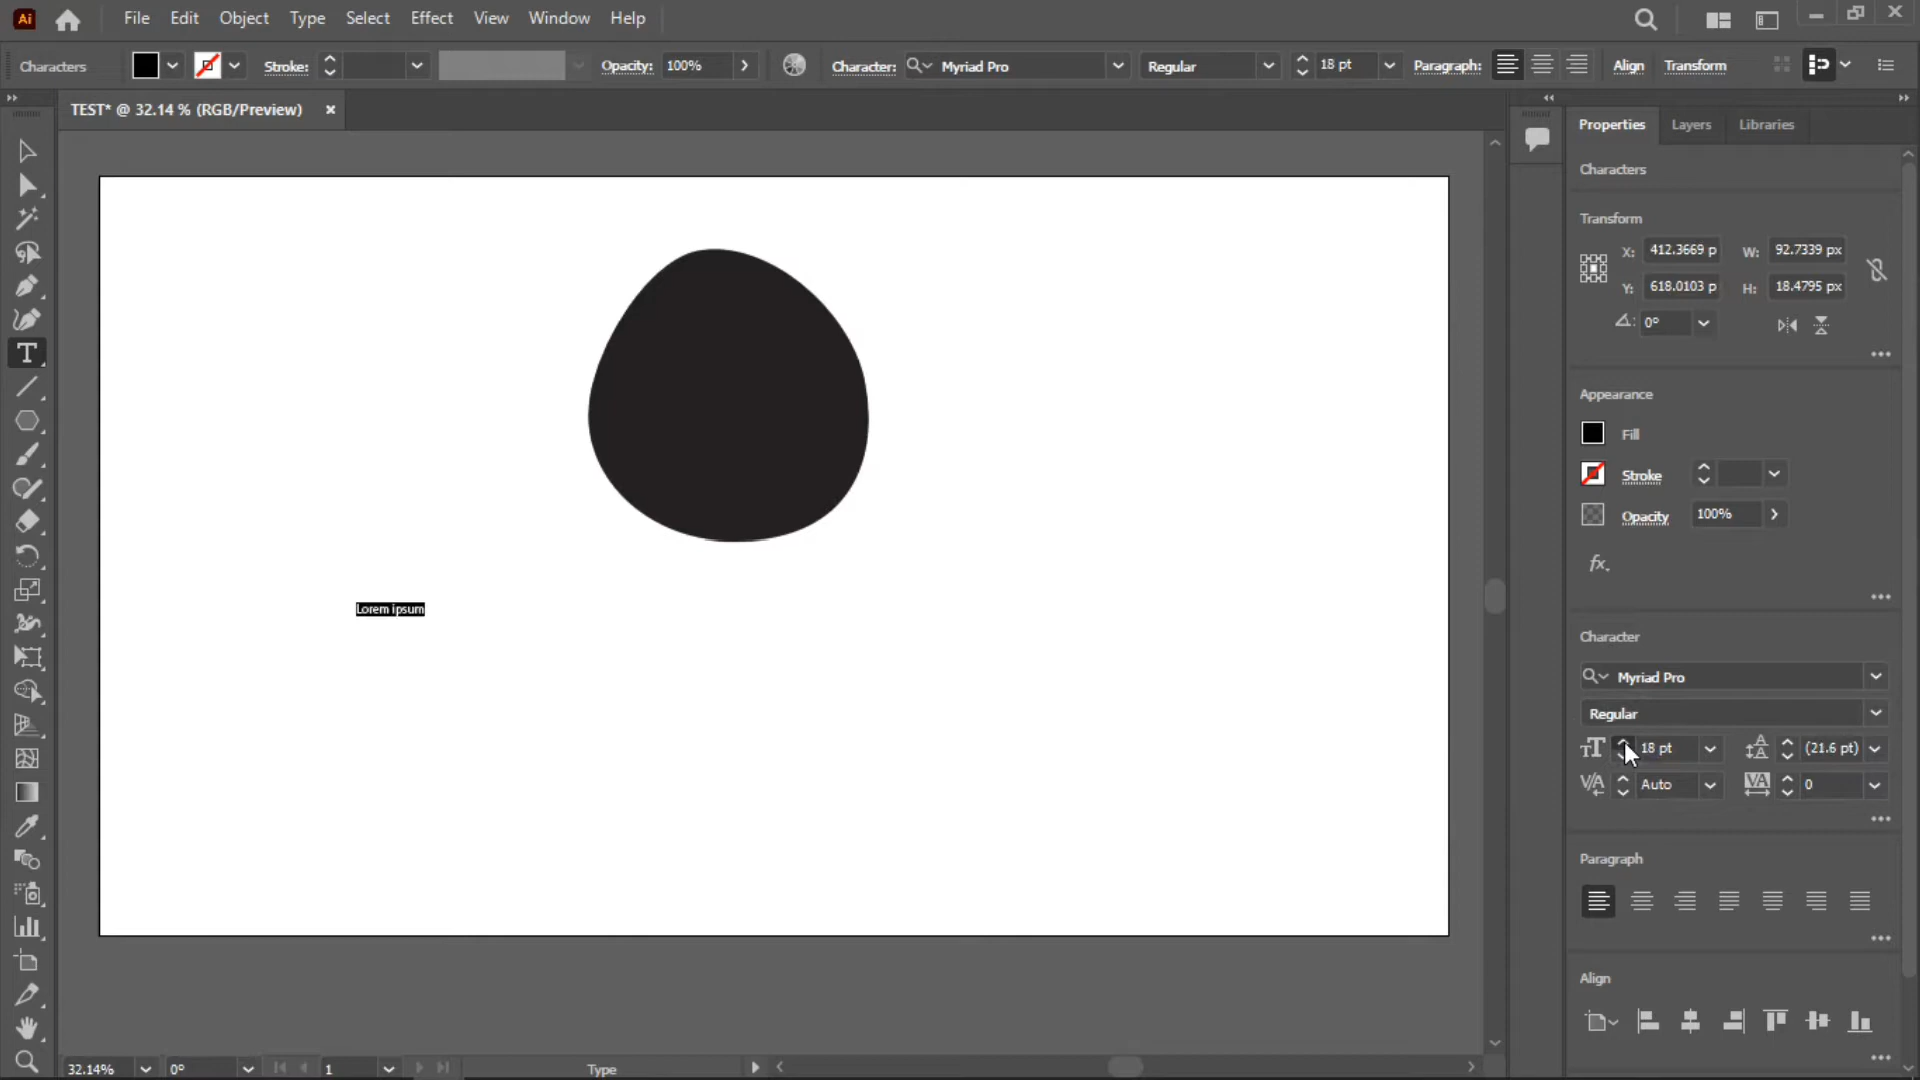 Ai File Edit Object Type Select Effect View Window Help
Characters Stroke: Opacity: 100% Character: Myriad Pro Regular 18 pt Paragraph: Align Transform
TEST* @ 32.14 % (RGB/Preview)
Properties Layers Libraries
Characters
Transform
X: 412.3669 p W: 92.7339 px
Y: 618.0103 p H: 18.4795 px
0°
Appearance
Fill
Stroke
Opacity 100%
fx.
Lorem ipsum
Character
Myriad Pro
Regular
18 pt (21.6 pt)
Auto 0
Paragraph
Align
32.14% 0° 1 Type